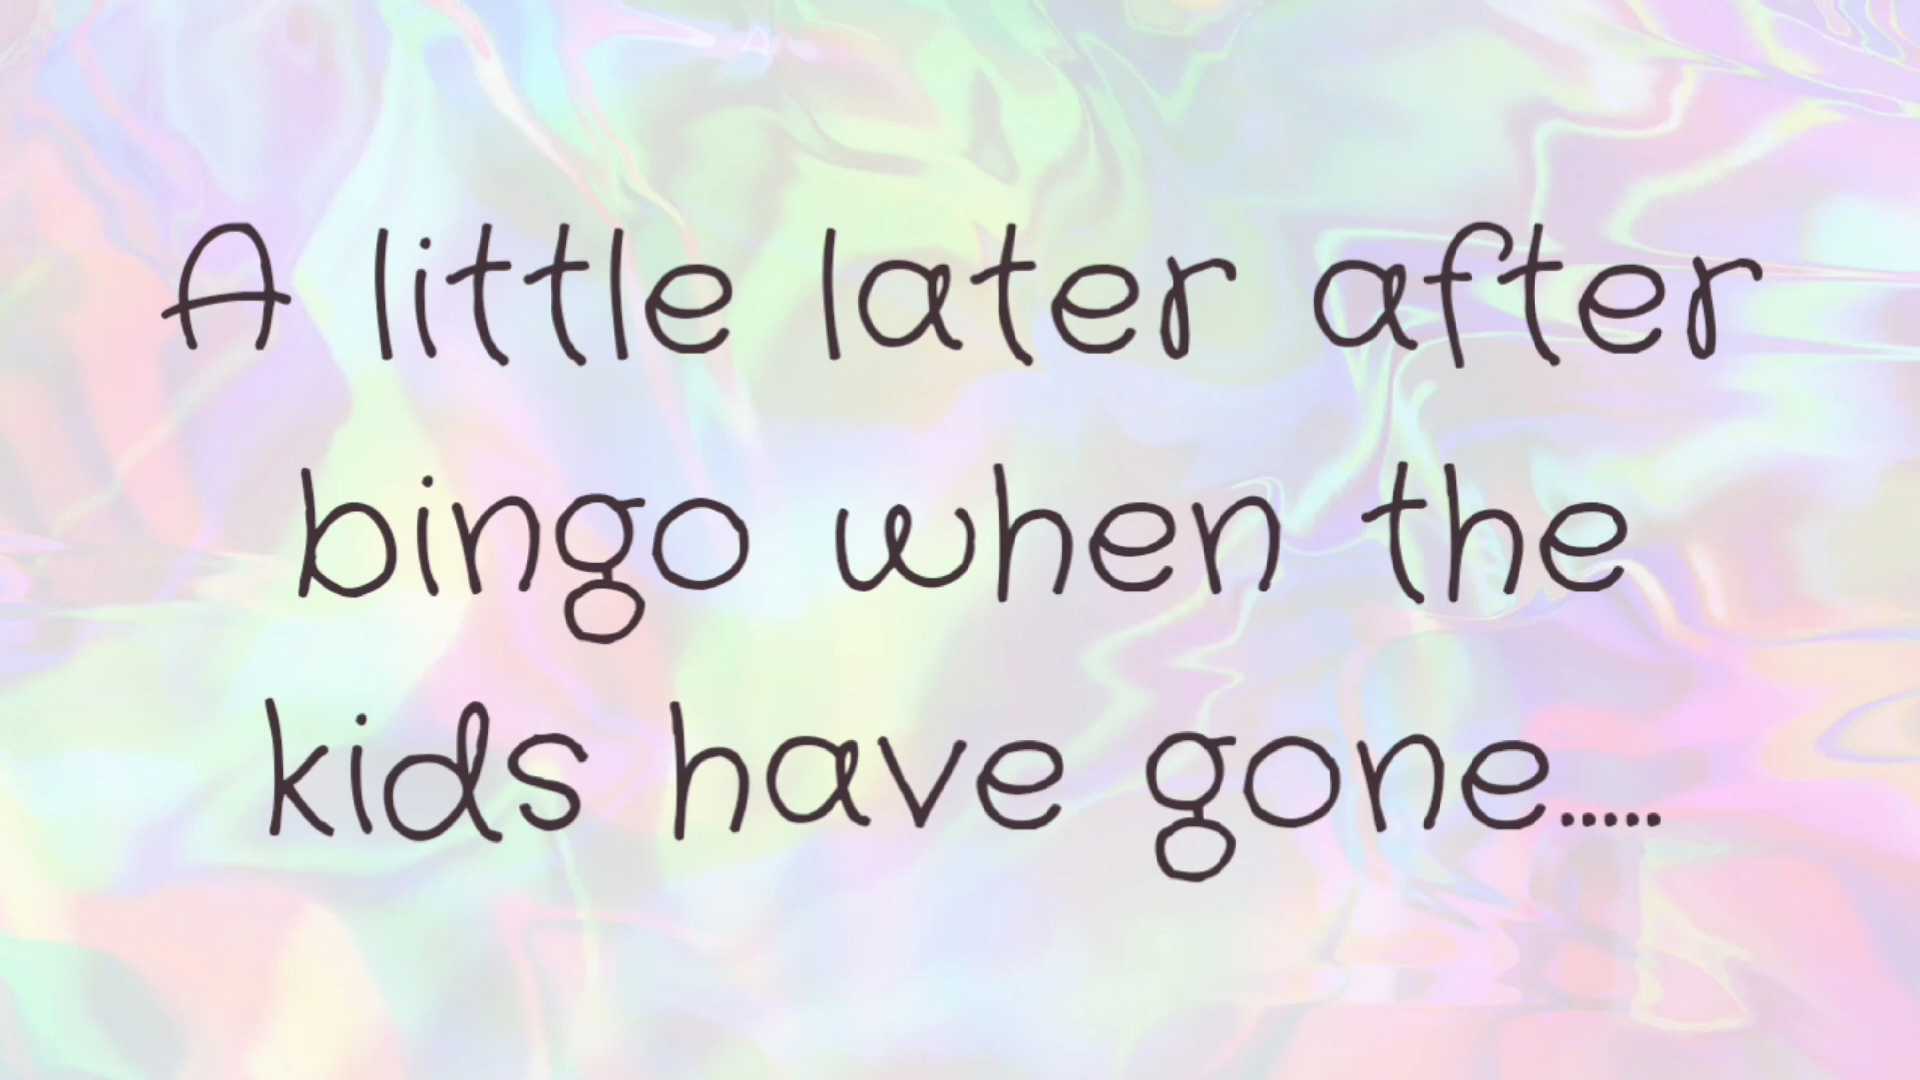 A little later after
bingo when the
kids have gone.....